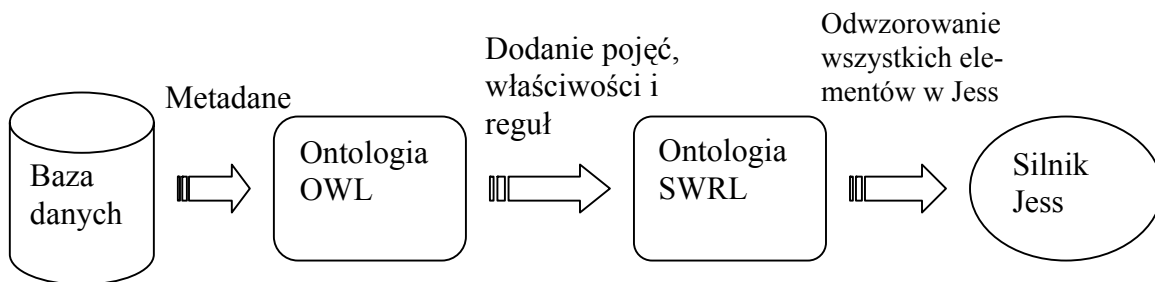 Baza
danych
Metadane
Ontologia
OWL
Dodanie pojęć,
właściwości i
reguł
Ontologia
SWRL
Odwzorowanie
wszystkich ele-
mentów w Jess
Silnik
Jess